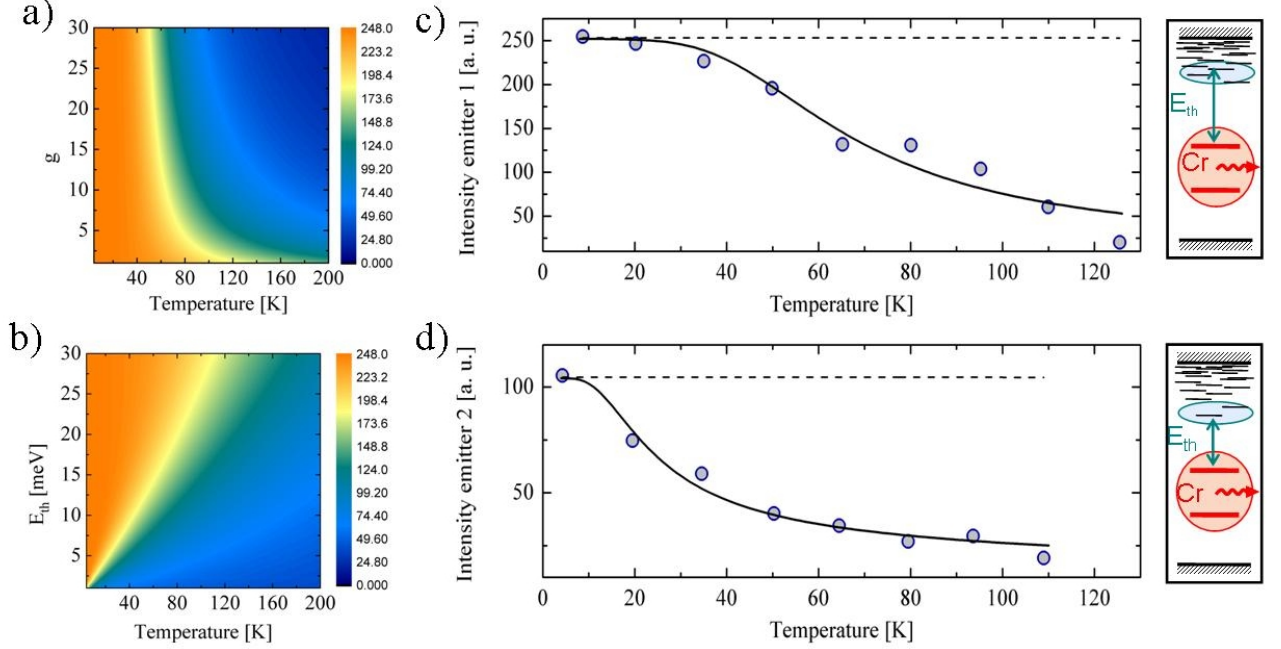 a)
30
25
20
15
10
5
g
40 80 120 160 200
Temperature [K]
248.0
223.2
198.4
173.6
148.8
124.0
99.20
74.40
49.60
24.80
0.000
c)
250
200
150
100
50
Intensity emitter 1 [a. u.]
0 20 40 60 80 100 120
Temperature [K]
E_th
Cr
b)
30
25
20
15
10
5
E_th [meV]
40 80 120 160 200
Temperature [K]
248.0
223.2
198.4
173.6
148.8
124.0
99.20
74.40
49.60
24.80
0.000
d)
100
50
Intensity emitter 2 [a. u.]
0 20 40 60 80 100 120
Temperature [K]
E_th
Cr